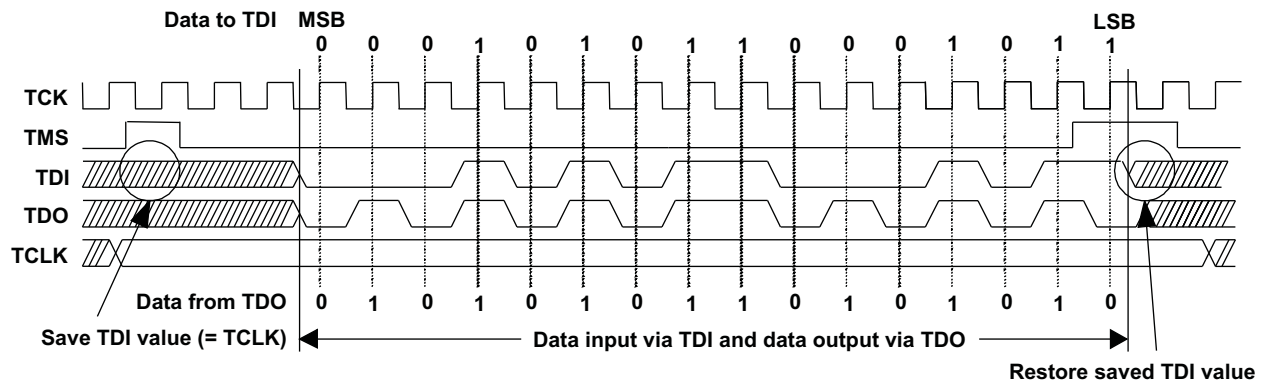 Data to TDI MSB LSB
0 0 0 1 0 1 0 1 1 0 0 0 1 0 1 1
TCK
TMS
TDI
TDO
TCLK
Data from TDO 0 1 0 1 0 1 0 1 1 0 1 0 1 0 1 0
Save TDI value (= TCLK) Data input via TDI and data output via TDO
Restore saved TDI value